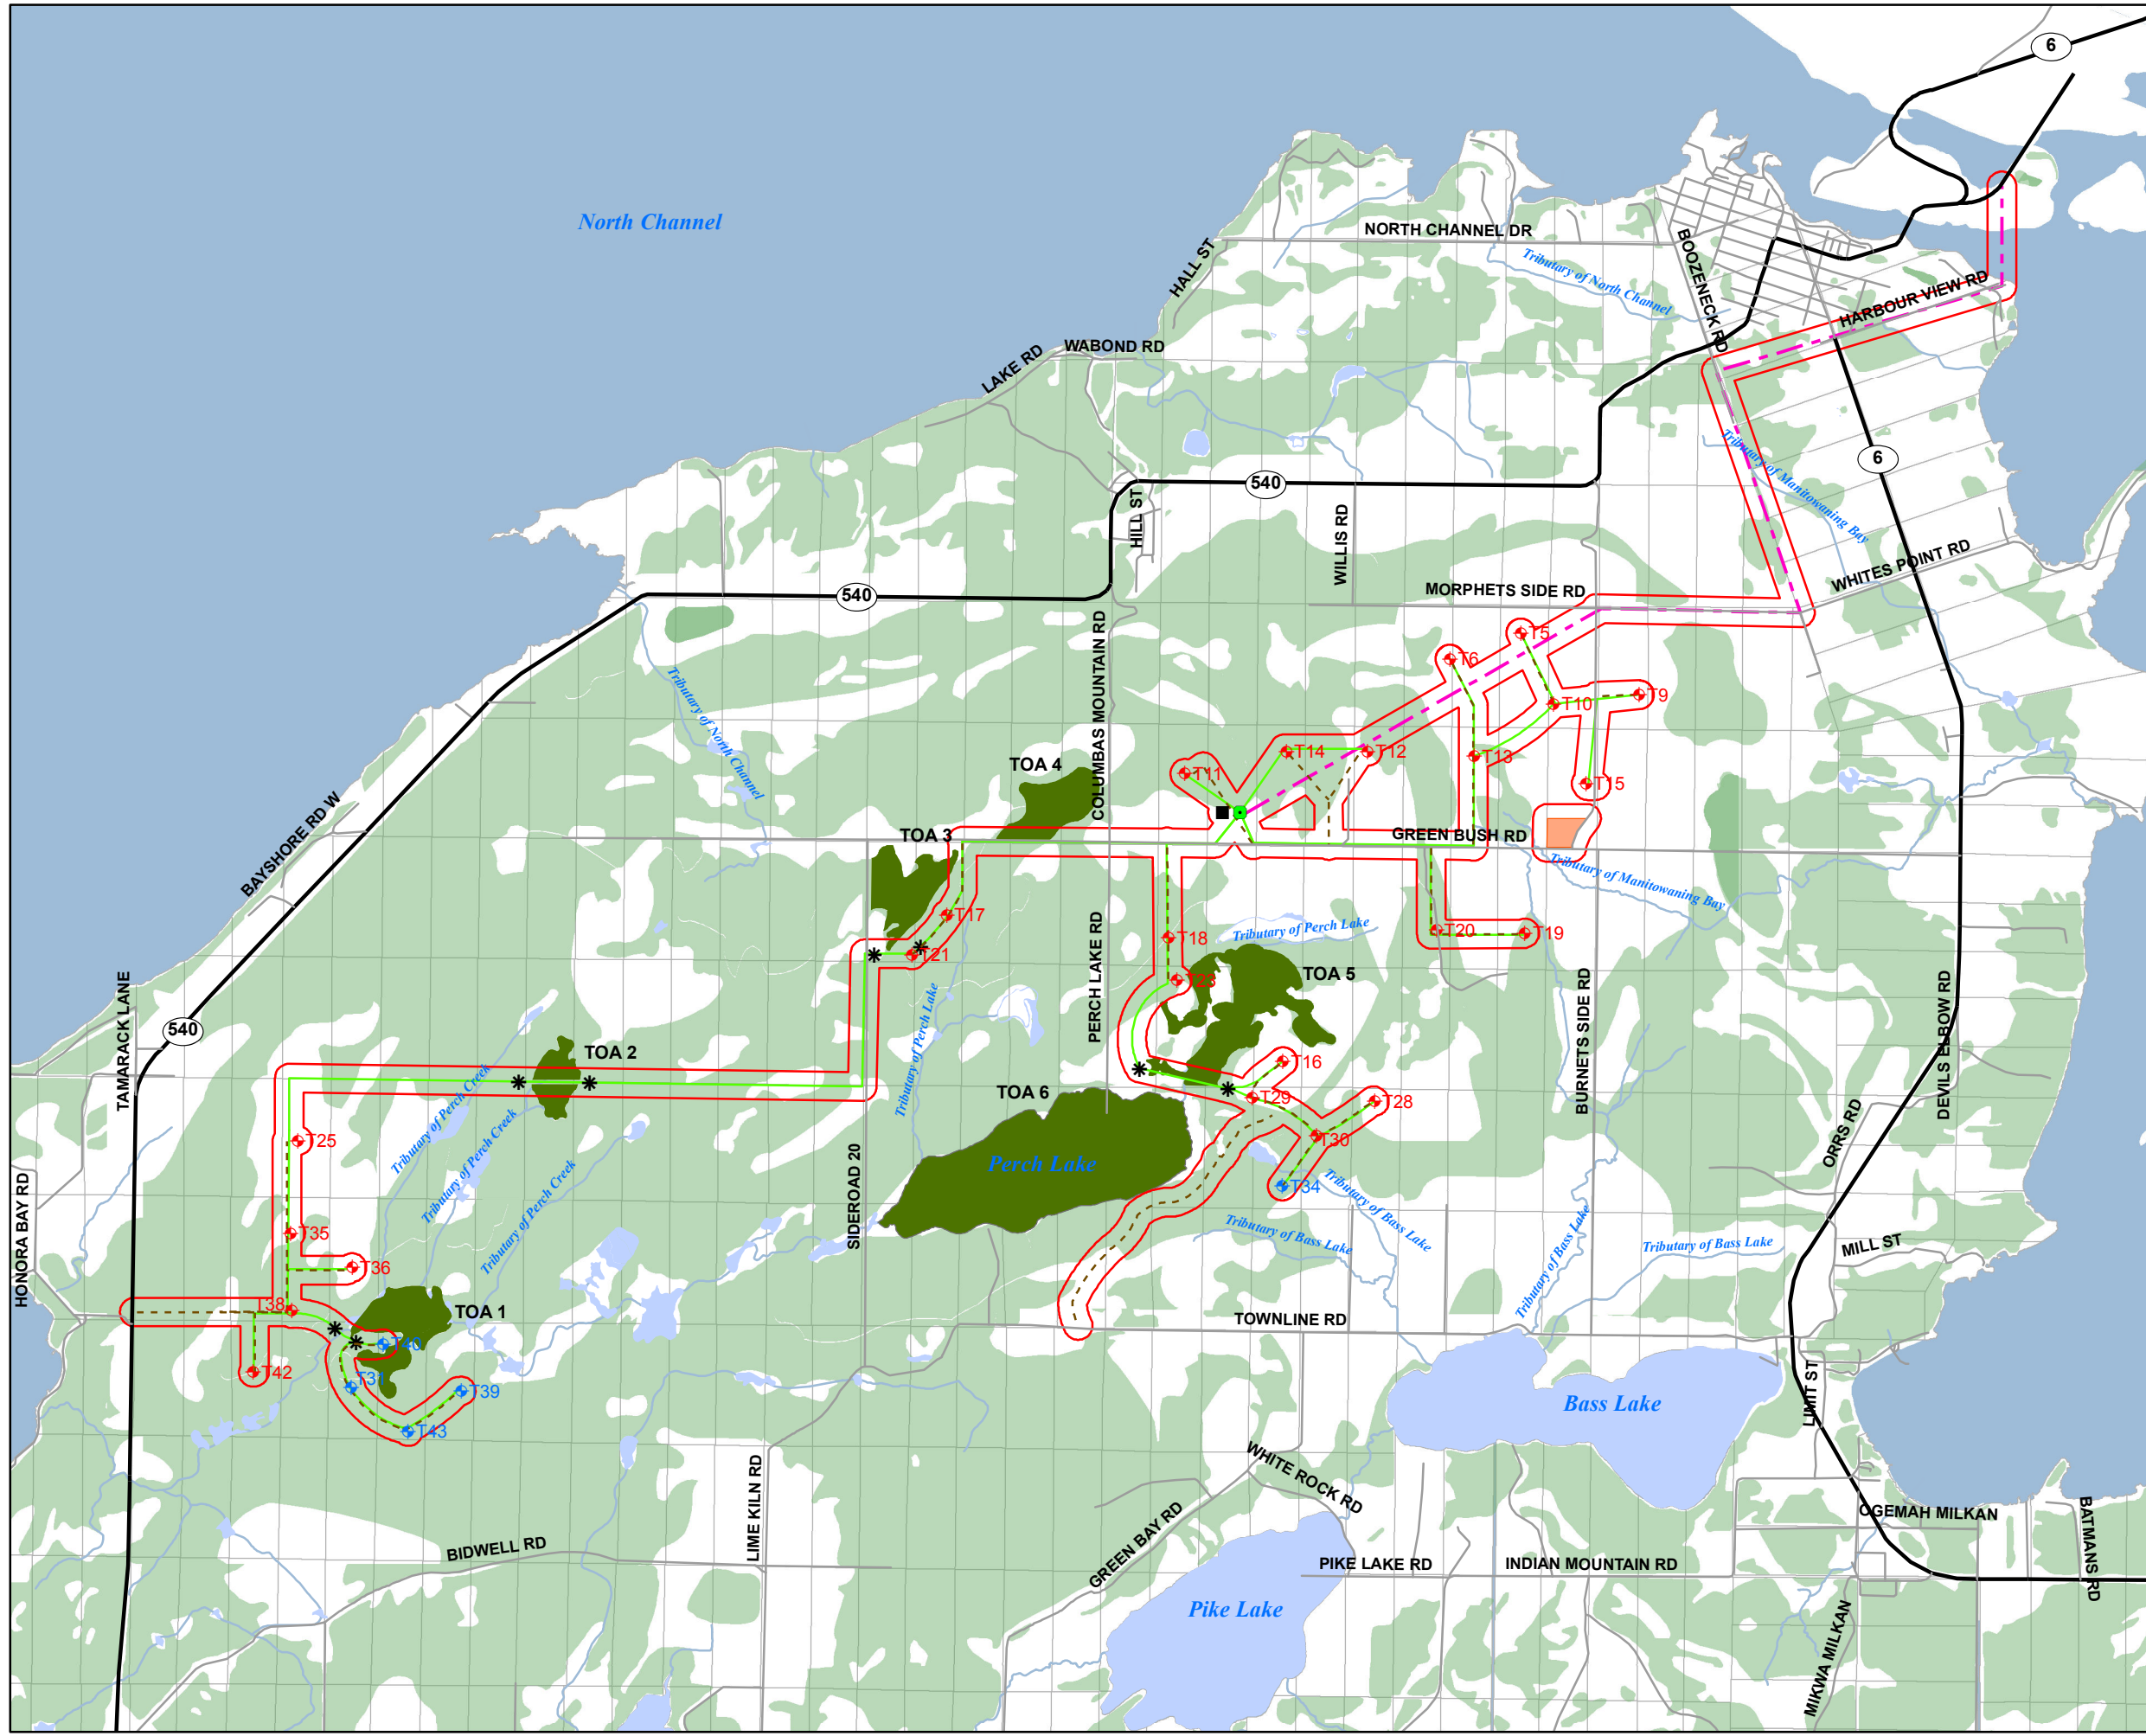 6
North Channel
NORTH CHANNEL DR
BOOZENECK RD
HALL ST
Tributary of North Channel
HARBOUR VIEW RD
WABOND RD
LAKE RD
6
Tributary of Manitowaning Bay
540
HILL ST
WILLIS RD
WHITES POINT RD
540
MORPHETS SIDE RD
COLUMBAS MOUNTAIN RD
T5
T6
Tributary of North Channel
T9
T10
T14
T12
T13
TOA 4
T11
T15
BAYSHORE RD W
TOA 3
GREEN BUSH RD
Tributary of Manitowaning Bay
T17
T18
Tributary of Perch Lake
T20
T19
T21
PERCH LAKE RD
TOA 5
T23
TAMARACK LANE
540
BURNETS SIDE RD
DEVILS ELBOW RD
Tributary of Perch Lake
TOA 2
T16
TOA 6
T29
T28
Tributary of Perch Creek
Tributary of Perch Creek
T25
T30
ORRS RD
Perch Lake
Tributary of Perch Creek
SIDEROAD 20
T34
Tributary of Bass Lake
HONORA BAY RD
T35
Tributary of Bass Lake
Tributary of Bass Lake
Tributary of Bass Lake
MILL ST
T36
T38
TOA 1
TOWNLINE RD
T40
T42
T31
T39
T43
Bass Lake
LIMIT ST
WHITE ROCK RD
LIME KILN RD
OGEMAH MILKAN
BATMANS RD
BIDWELL RD
GREEN BAY RD
PIKE LAKE RD
INDIAN MOUNTAIN RD
Pike Lake
MIKWA MILKAN